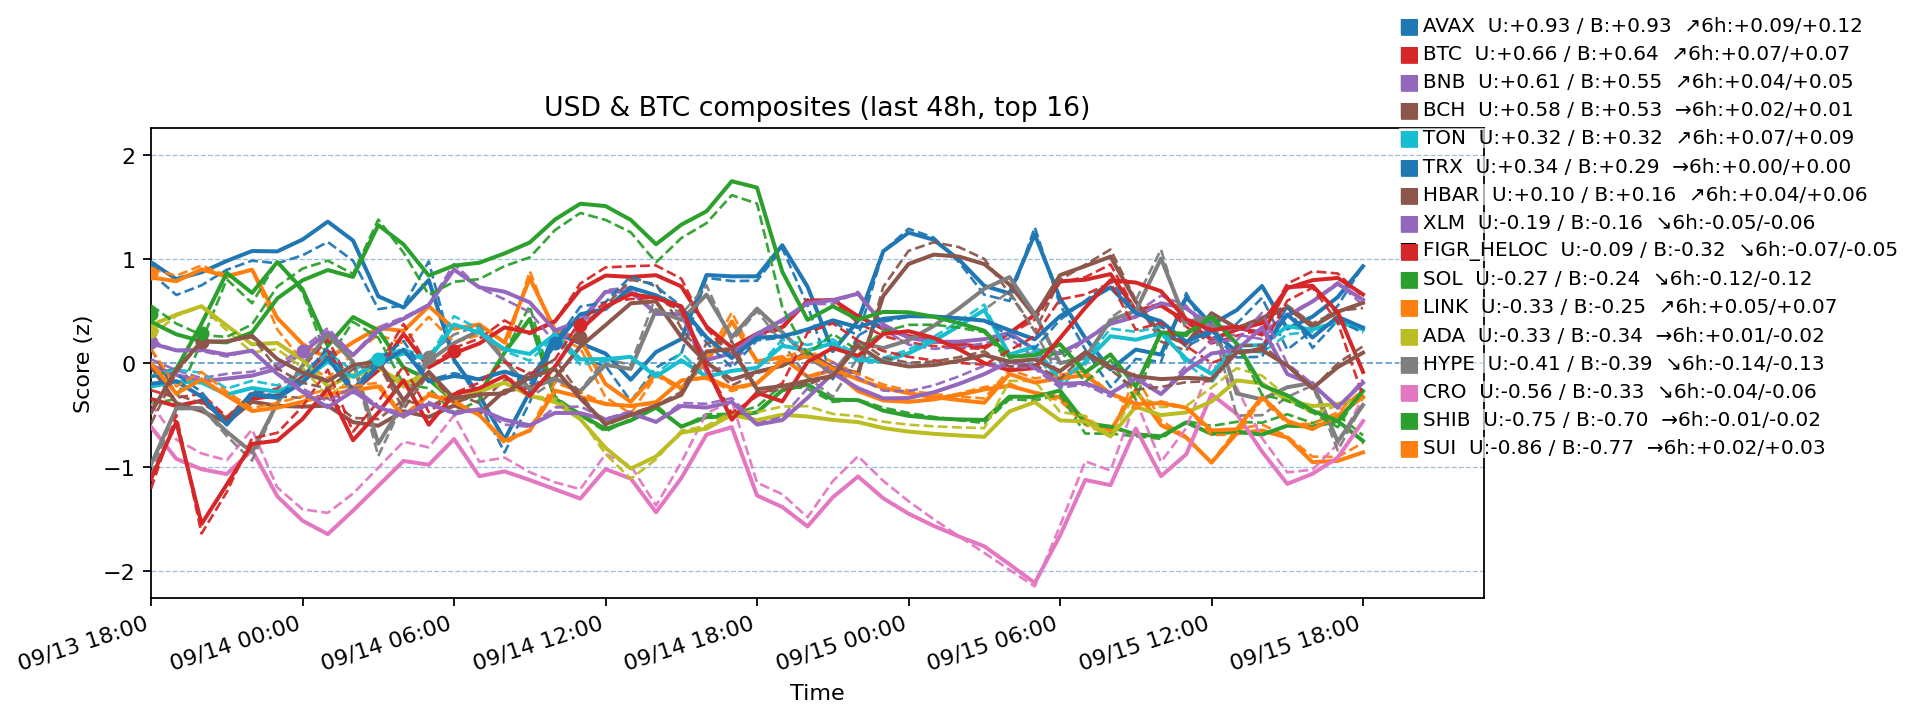 AVAX  U:+0.93 / B:+0.93  ↗6h:+0.09/+0.12
BTC  U:+0.66 / B:+0.64  ↗6h:+0.07/+0.07
BNB  U:+0.61 / B:+0.55  ↗6h:+0.04/+0.05
BCH  U:+0.58 / B:+0.53  →6h:+0.02/+0.01
TON  U:+0.32 / B:+0.32  ↗6h:+0.07/+0.09
TRX  U:+0.34 / B:+0.29  →6h:+0.00/+0.00
HBAR  U:+0.10 / B:+0.16  ↗6h:+0.04/+0.06
XLM  U:-0.19 / B:-0.16  ↘6h:-0.05/-0.06
FIGR_HELOC  U:-0.09 / B:-0.32  ↘6h:-0.07/-0.05
SOL  U:-0.27 / B:-0.24  ↘6h:-0.12/-0.12
LINK  U:-0.33 / B:-0.25  ↗6h:+0.05/+0.07
ADA  U:-0.33 / B:-0.34  →6h:+0.01/-0.02
HYPE  U:-0.41 / B:-0.39  ↘6h:-0.14/-0.13
CRO  U:-0.56 / B:-0.33  ↘6h:-0.04/-0.06
SHIB  U:-0.75 / B:-0.70  →6h:-0.01/-0.02
SUI  U:-0.86 / B:-0.77  →6h:+0.02/+0.03
USD & BTC composites (last 48h, top 16)
Score (z)
2
1
0
−1
−2
09/13 18:00
09/14 00:00
09/14 06:00
09/14 12:00
09/14 18:00
09/15 00:00
09/15 06:00
09/15 12:00
09/15 18:00
Time